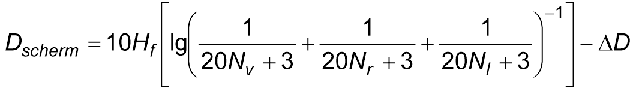 D_scherm = 10H_f [ lg( 1/(20N_v + 3) + 1/(20N_r + 3) + 1/(20N_l + 3) )^–1 ] – ΔD